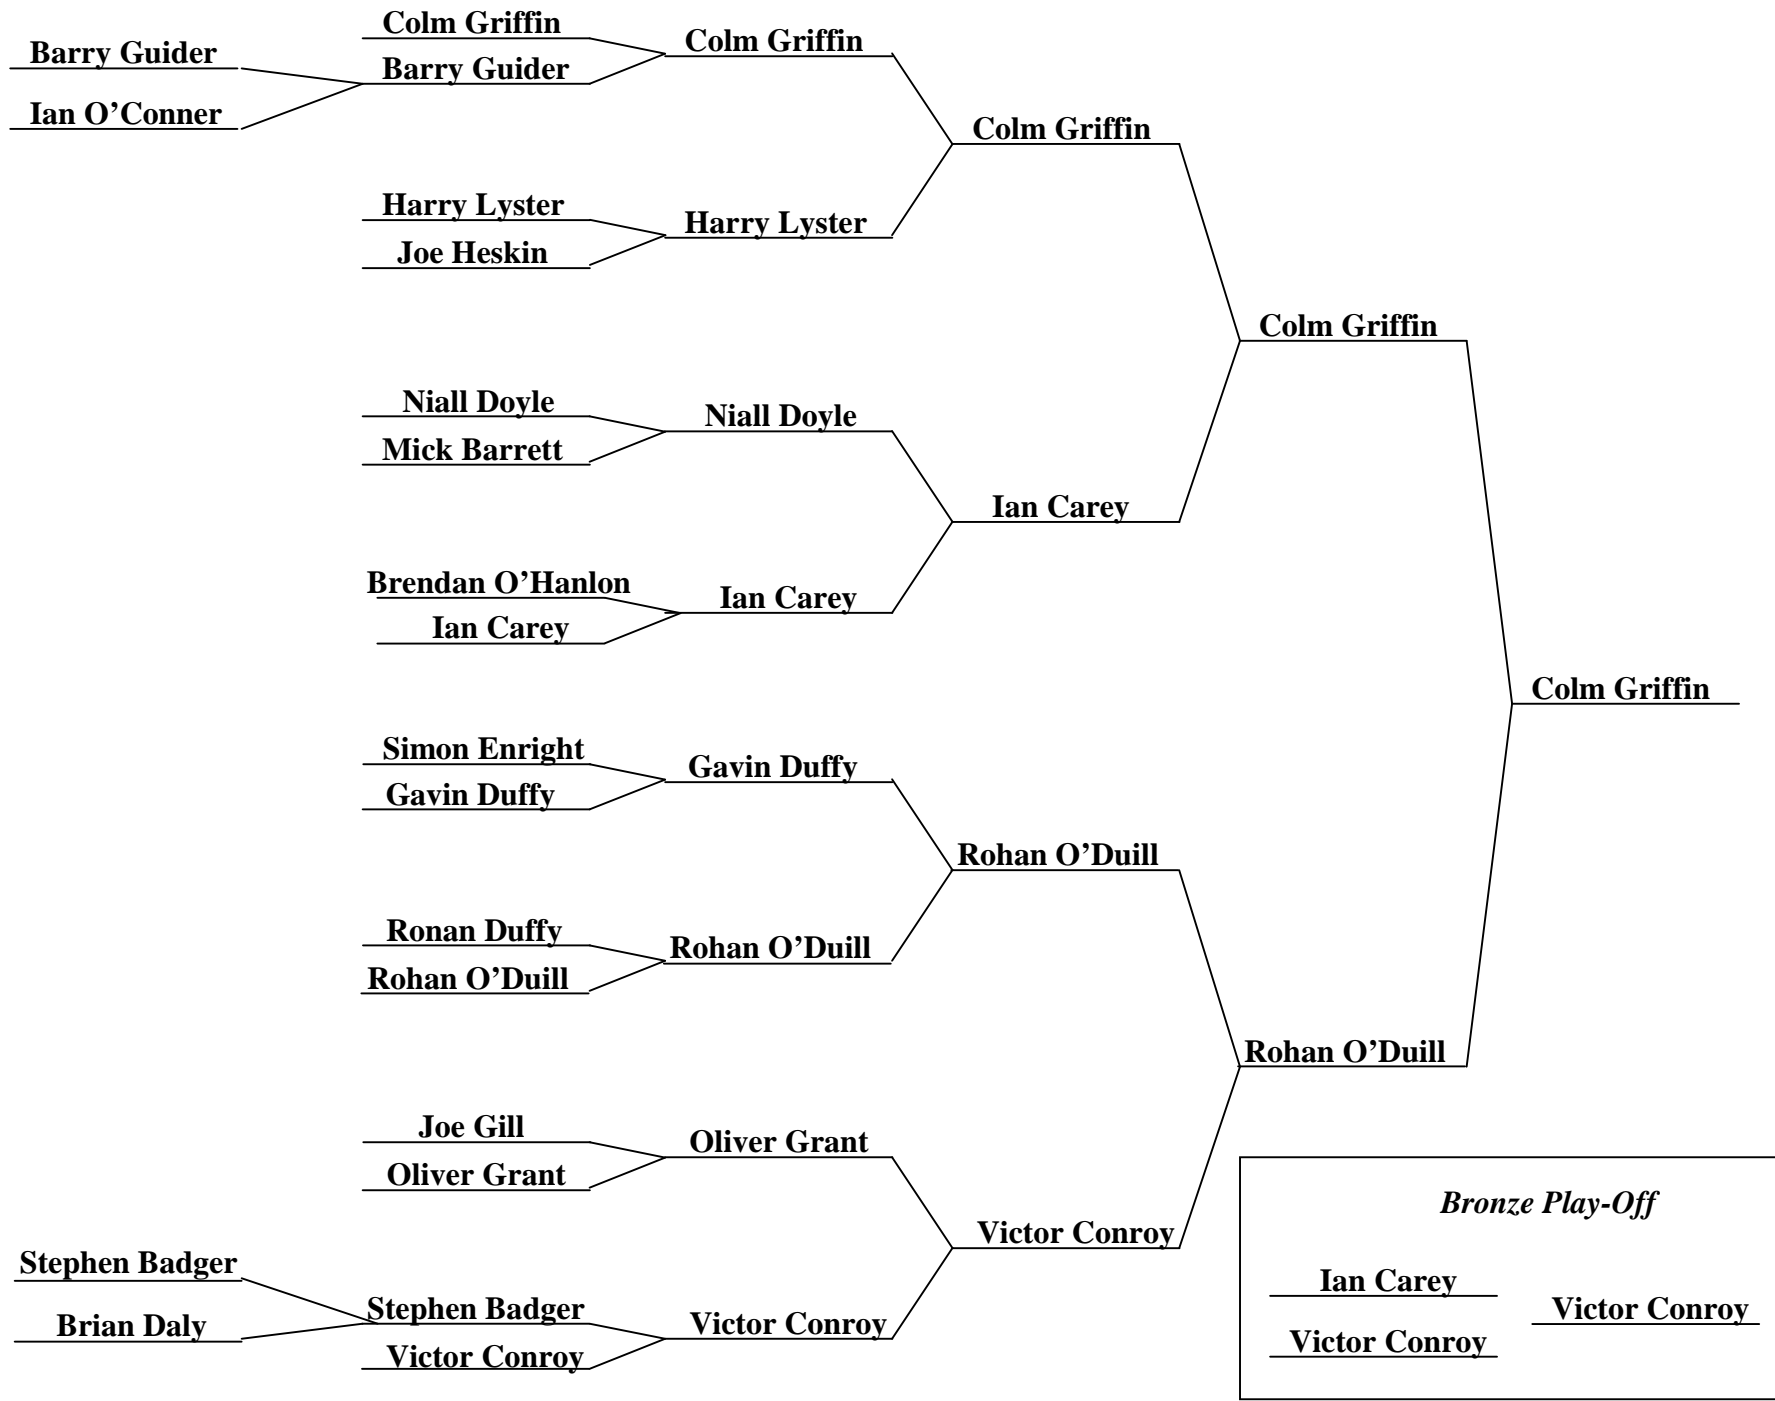 Colm Griffin
Barry Guider
Colm Griffin
Barry Guider
Ian O’Conner
Colm Griffin
Harry Lyster
Harry Lyster
Joe Heskin
Colm Griffin
Niall Doyle
Niall Doyle
Mick Barrett
Ian Carey
Brendan O’Hanlon
Ian Carey
Ian Carey
Colm Griffin
Simon Enright
Gavin Duffy
Gavin Duffy
Rohan O’Duill
Ronan Duffy
Rohan O’Duill
Rohan O’Duill
Rohan O’Duill
Joe Gill
Oliver Grant
Oliver Grant
Victor Conroy
Stephen Badger
Stephen Badger
Brian Daly
Victor Conroy
Victor Conroy
Bronze Play-Off
Ian Carey
Victor Conroy
Victor Conroy